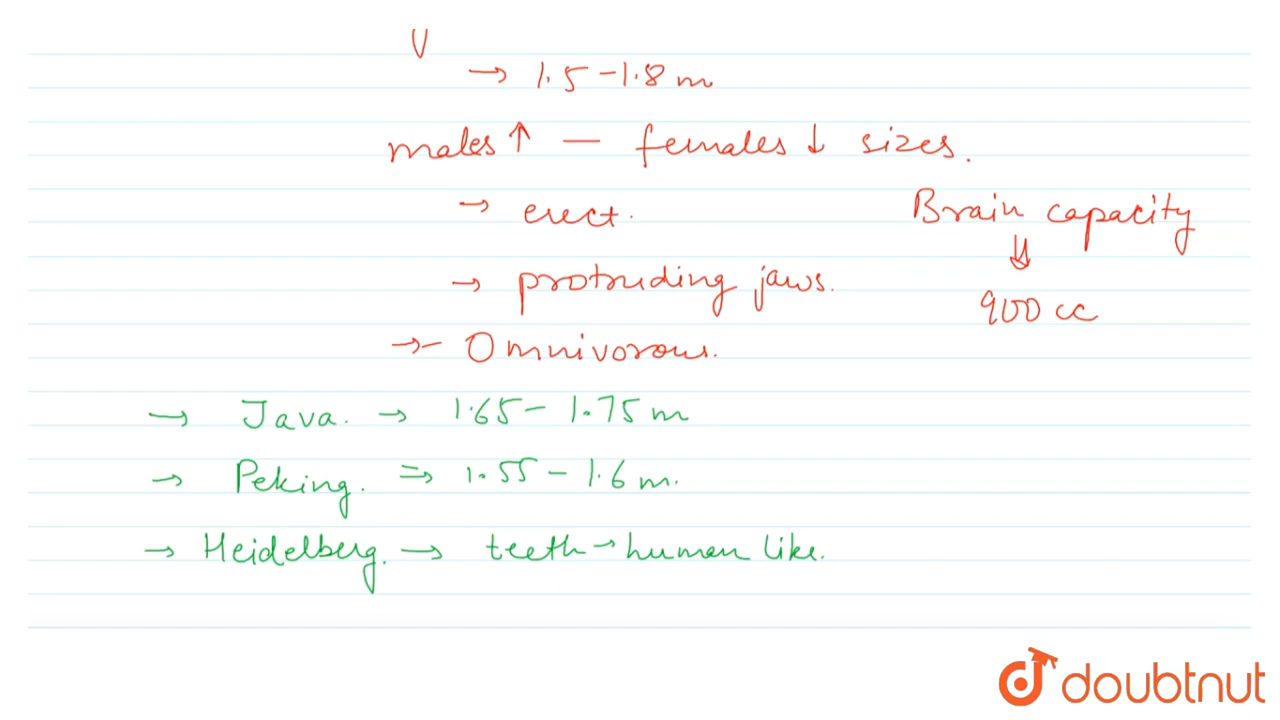 → 1.5 – 1.8 m
males ↑ — females ↓ sizes.
→ erect.
→ protruding jaws.
→ – Omnivorous.
Brain capacity
↓
900 cc
→ Java. → 1.65 – 1.75 m
→ Peking. ⇒ 1.55 – 1.6 m.
→ Heidelberg. → teeth → human like.
doubtnut